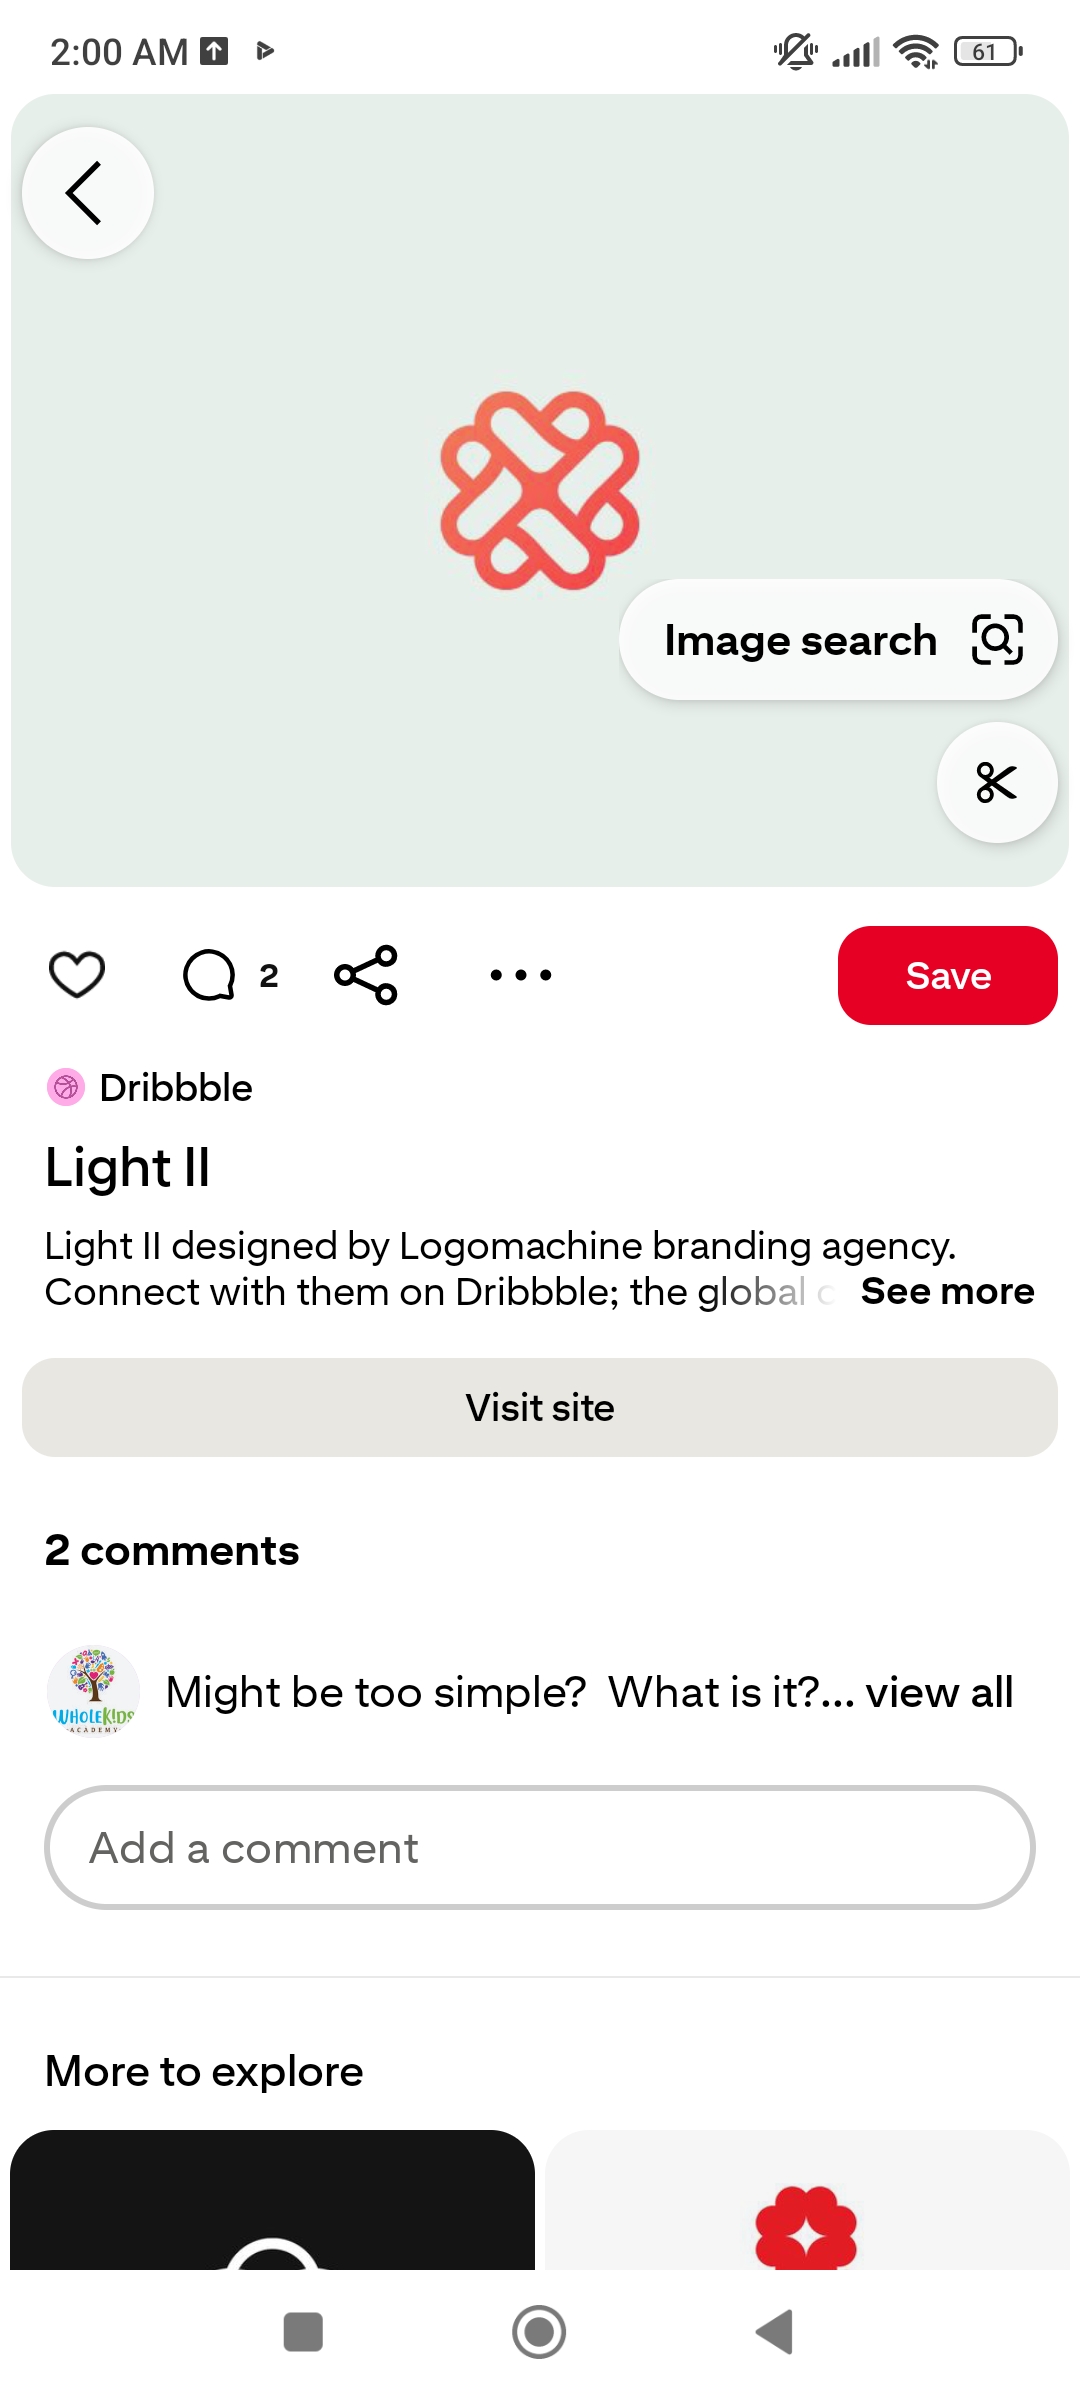 2:00 AM
61
Image search
2
Save
Dribbble
Light II
Light II designed by Logomachine branding agency.
Connect with them on Dribbble; the global See more
Visit site
2 comments
WHOLEKIDS
ACADEMY
Might be too simple?  What is it?... view all
Add a comment
More to explore